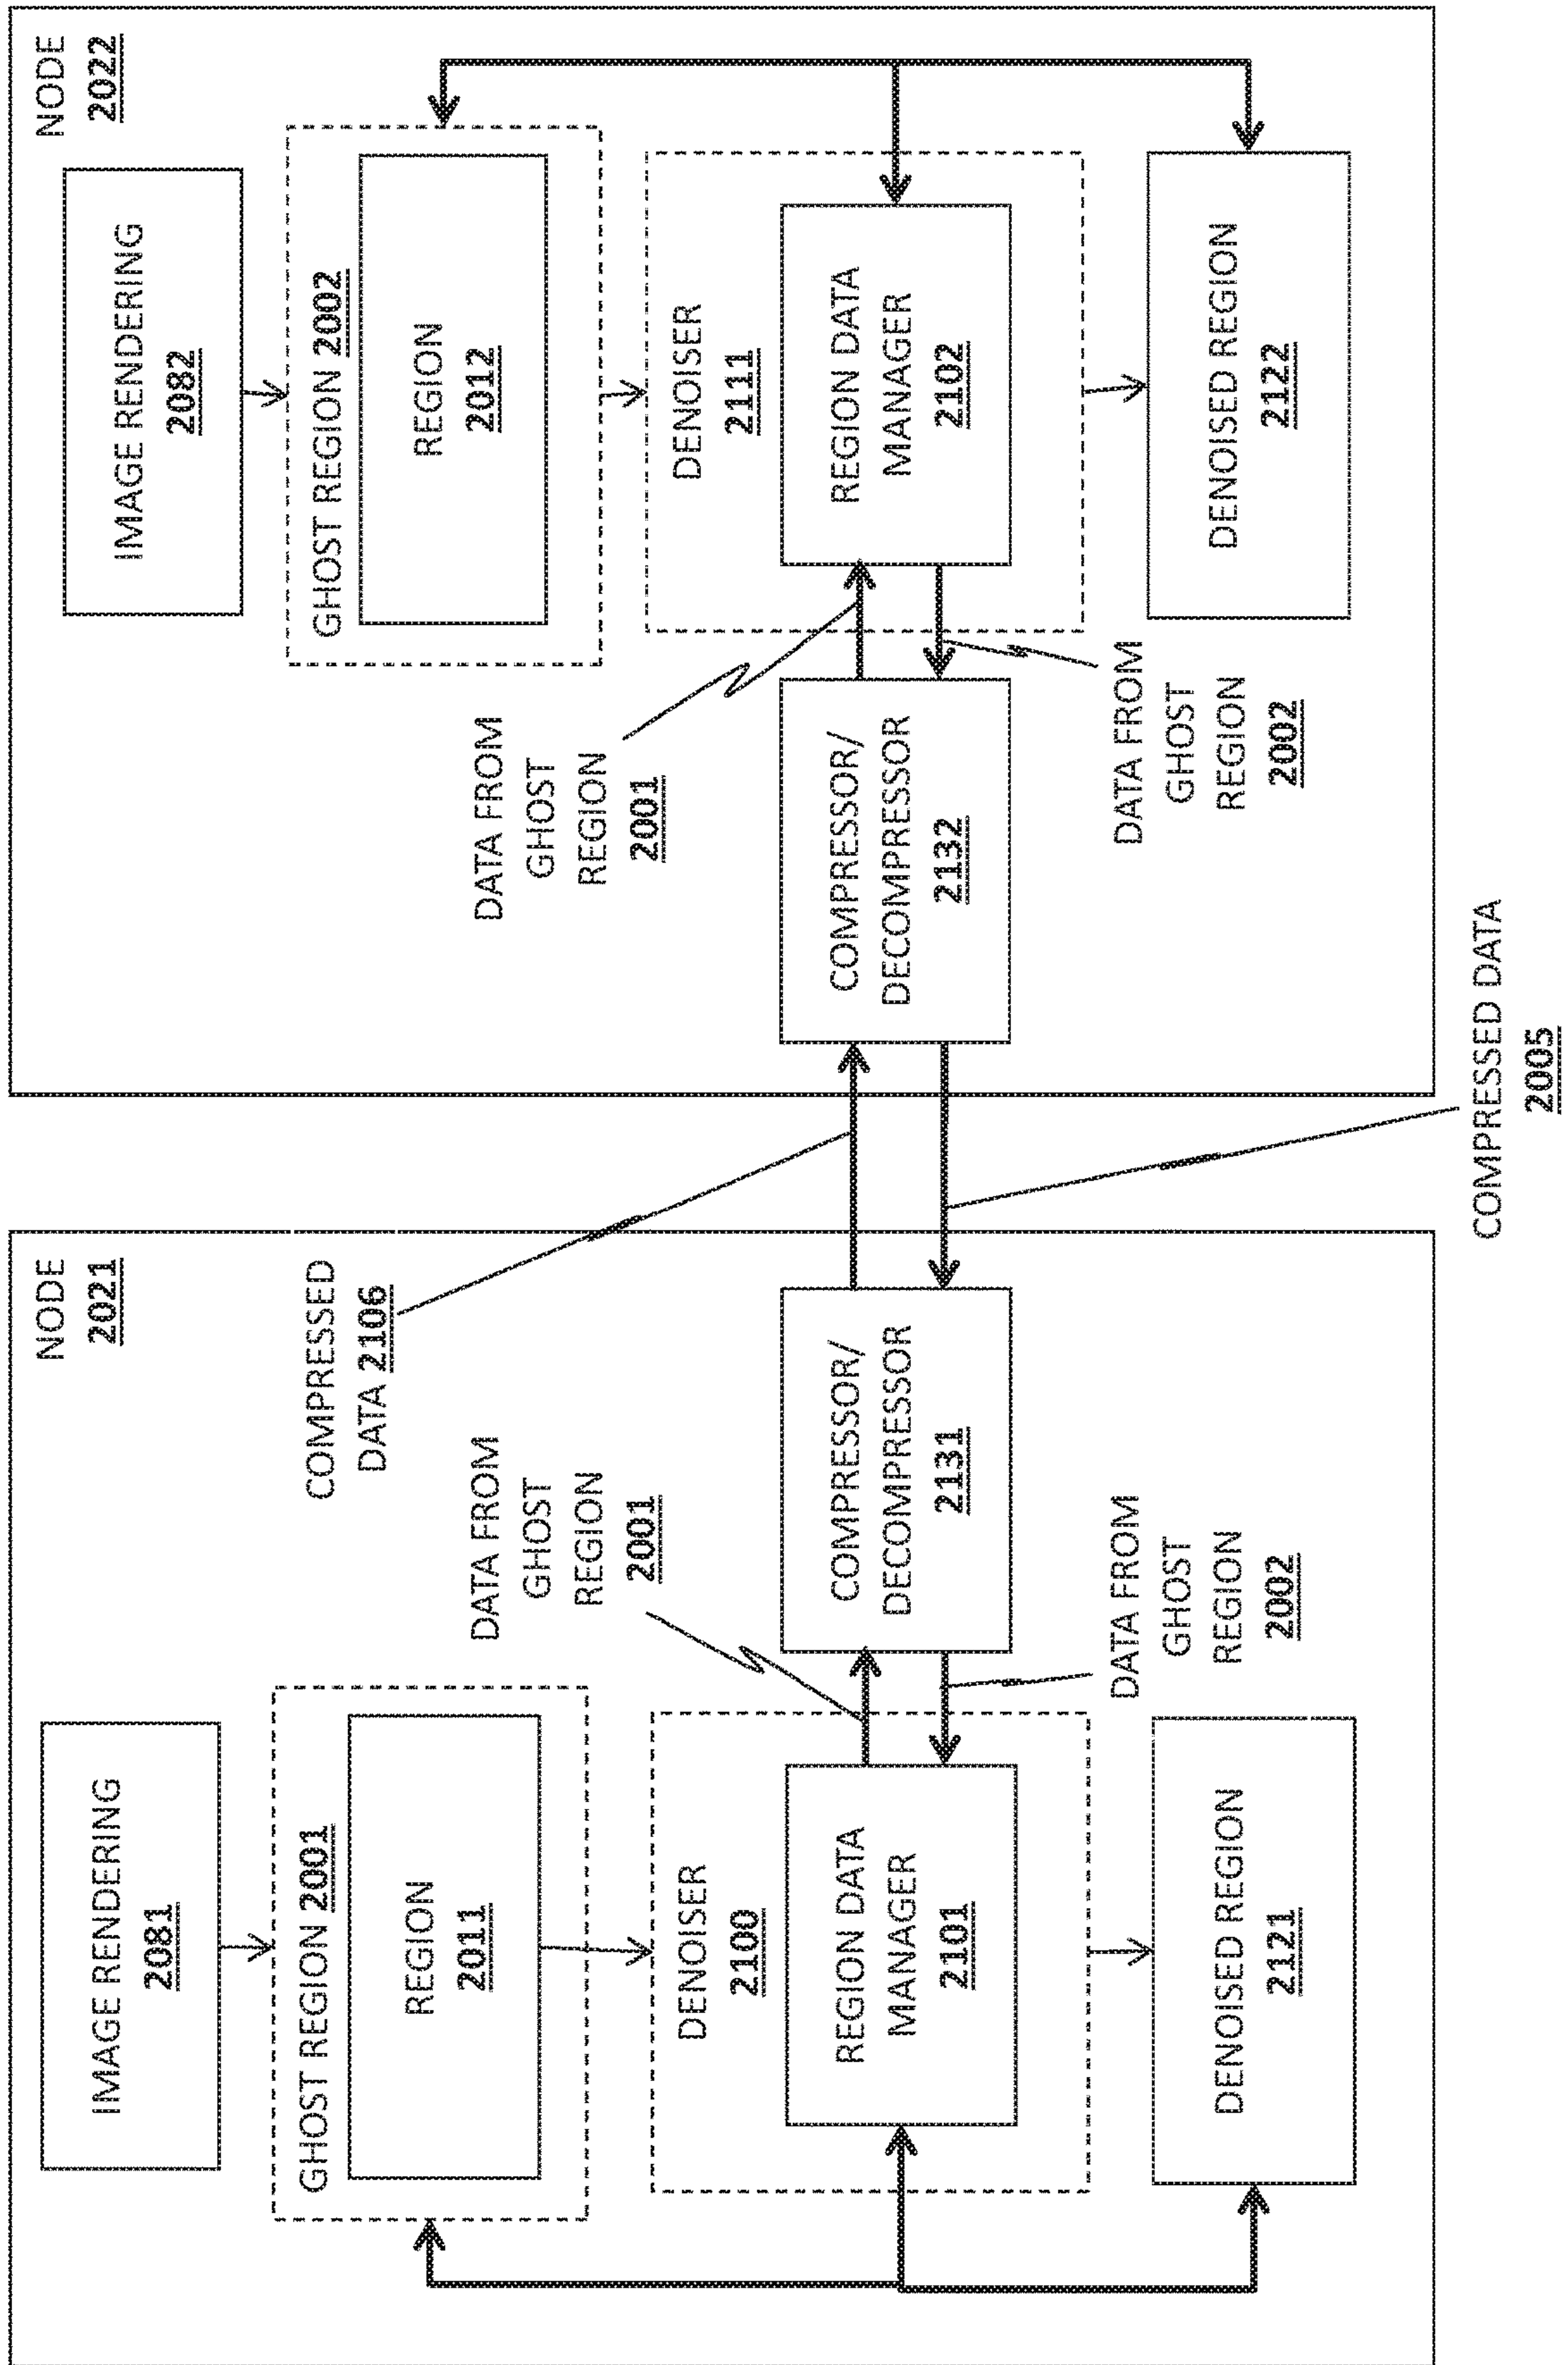 NODE
2021
IMAGE RENDERING
2081
GHOST REGION 2001
REGION
2011
DENOISER
2100
REGION DATA
MANAGER
2101
DENOISED REGION
2121
DATA FROM
GHOST
REGION
2001
COMPRESSOR/
DECOMPRESSOR
2131
DATA FROM
GHOST
REGION
2002
COMPRESSED
DATA 2106
COMPRESSED DATA
2005
NODE
2022
IMAGE RENDERING
2082
GHOST REGION 2002
REGION
2012
DENOISER
2111
REGION DATA
MANAGER
2102
DENOISED REGION
2122
DATA FROM
GHOST
REGION
2001
COMPRESSOR/
DECOMPRESSOR
2132
DATA FROM
GHOST
REGION
2002